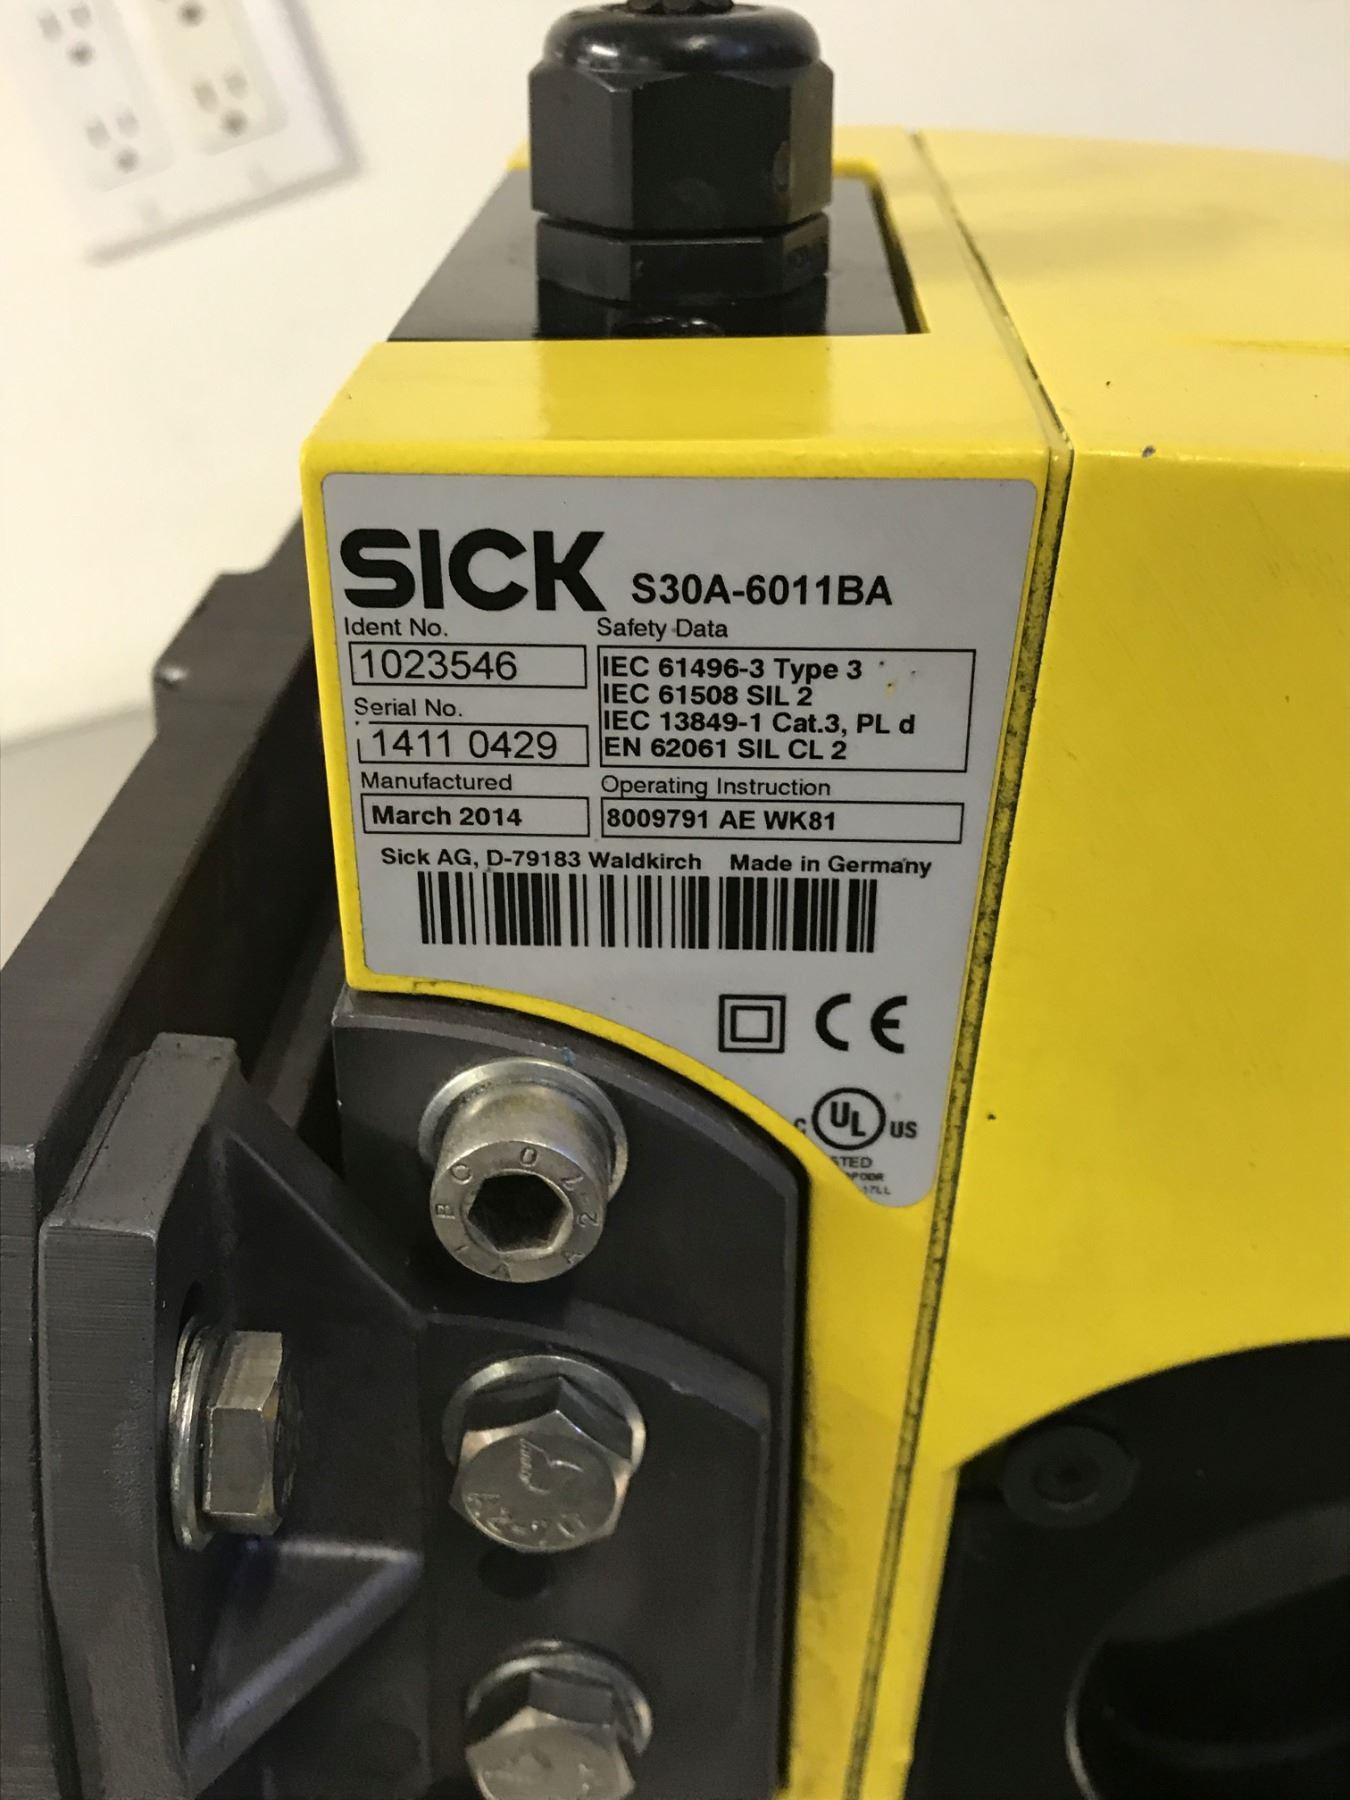 SICK S30A-6011BA
Ident No.
1023546
Serial No.
1411 0429
Manufactured
March 2014
Safety Data
IEC 61496-3 Type 3
IEC 61508 SIL 2
IEC 13849-1 Cat.3, PL d
EN 62061 SIL CL 2
Operating Instruction
8009791 AE WK81
Sick AG, D-79183 Waldkirch Made in Germany
CE
C UL US
A2-70